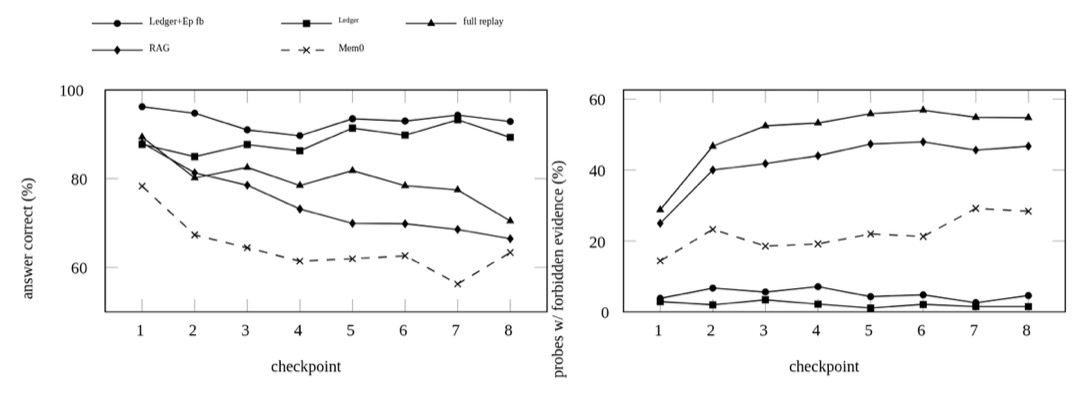 Ledger+Ep fb
Ledger
full replay
RAG
Mem0
100
80
60
answer correct (%)
1 2 3 4 5 6 7 8
checkpoint
60
40
20
0
probes w/ forbidden evidence (%)
1 2 3 4 5 6 7 8
checkpoint